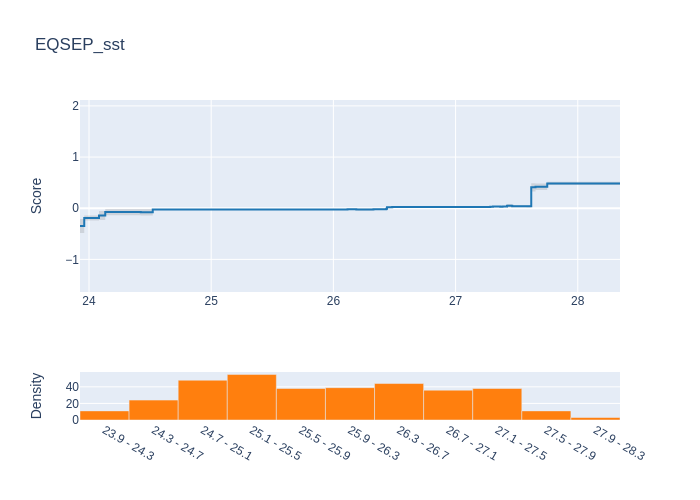 EQSEP_sst
2
1
0
−1
Score
24
25
26
27
28
40
20
0
Density
23.9 - 24.3
24.3 - 24.7
24.7 - 25.1
25.1 - 25.5
25.5 - 25.9
25.9 - 26.3
26.3 - 26.7
26.7 - 27.1
27.1 - 27.5
27.5 - 27.9
27.9 - 28.3